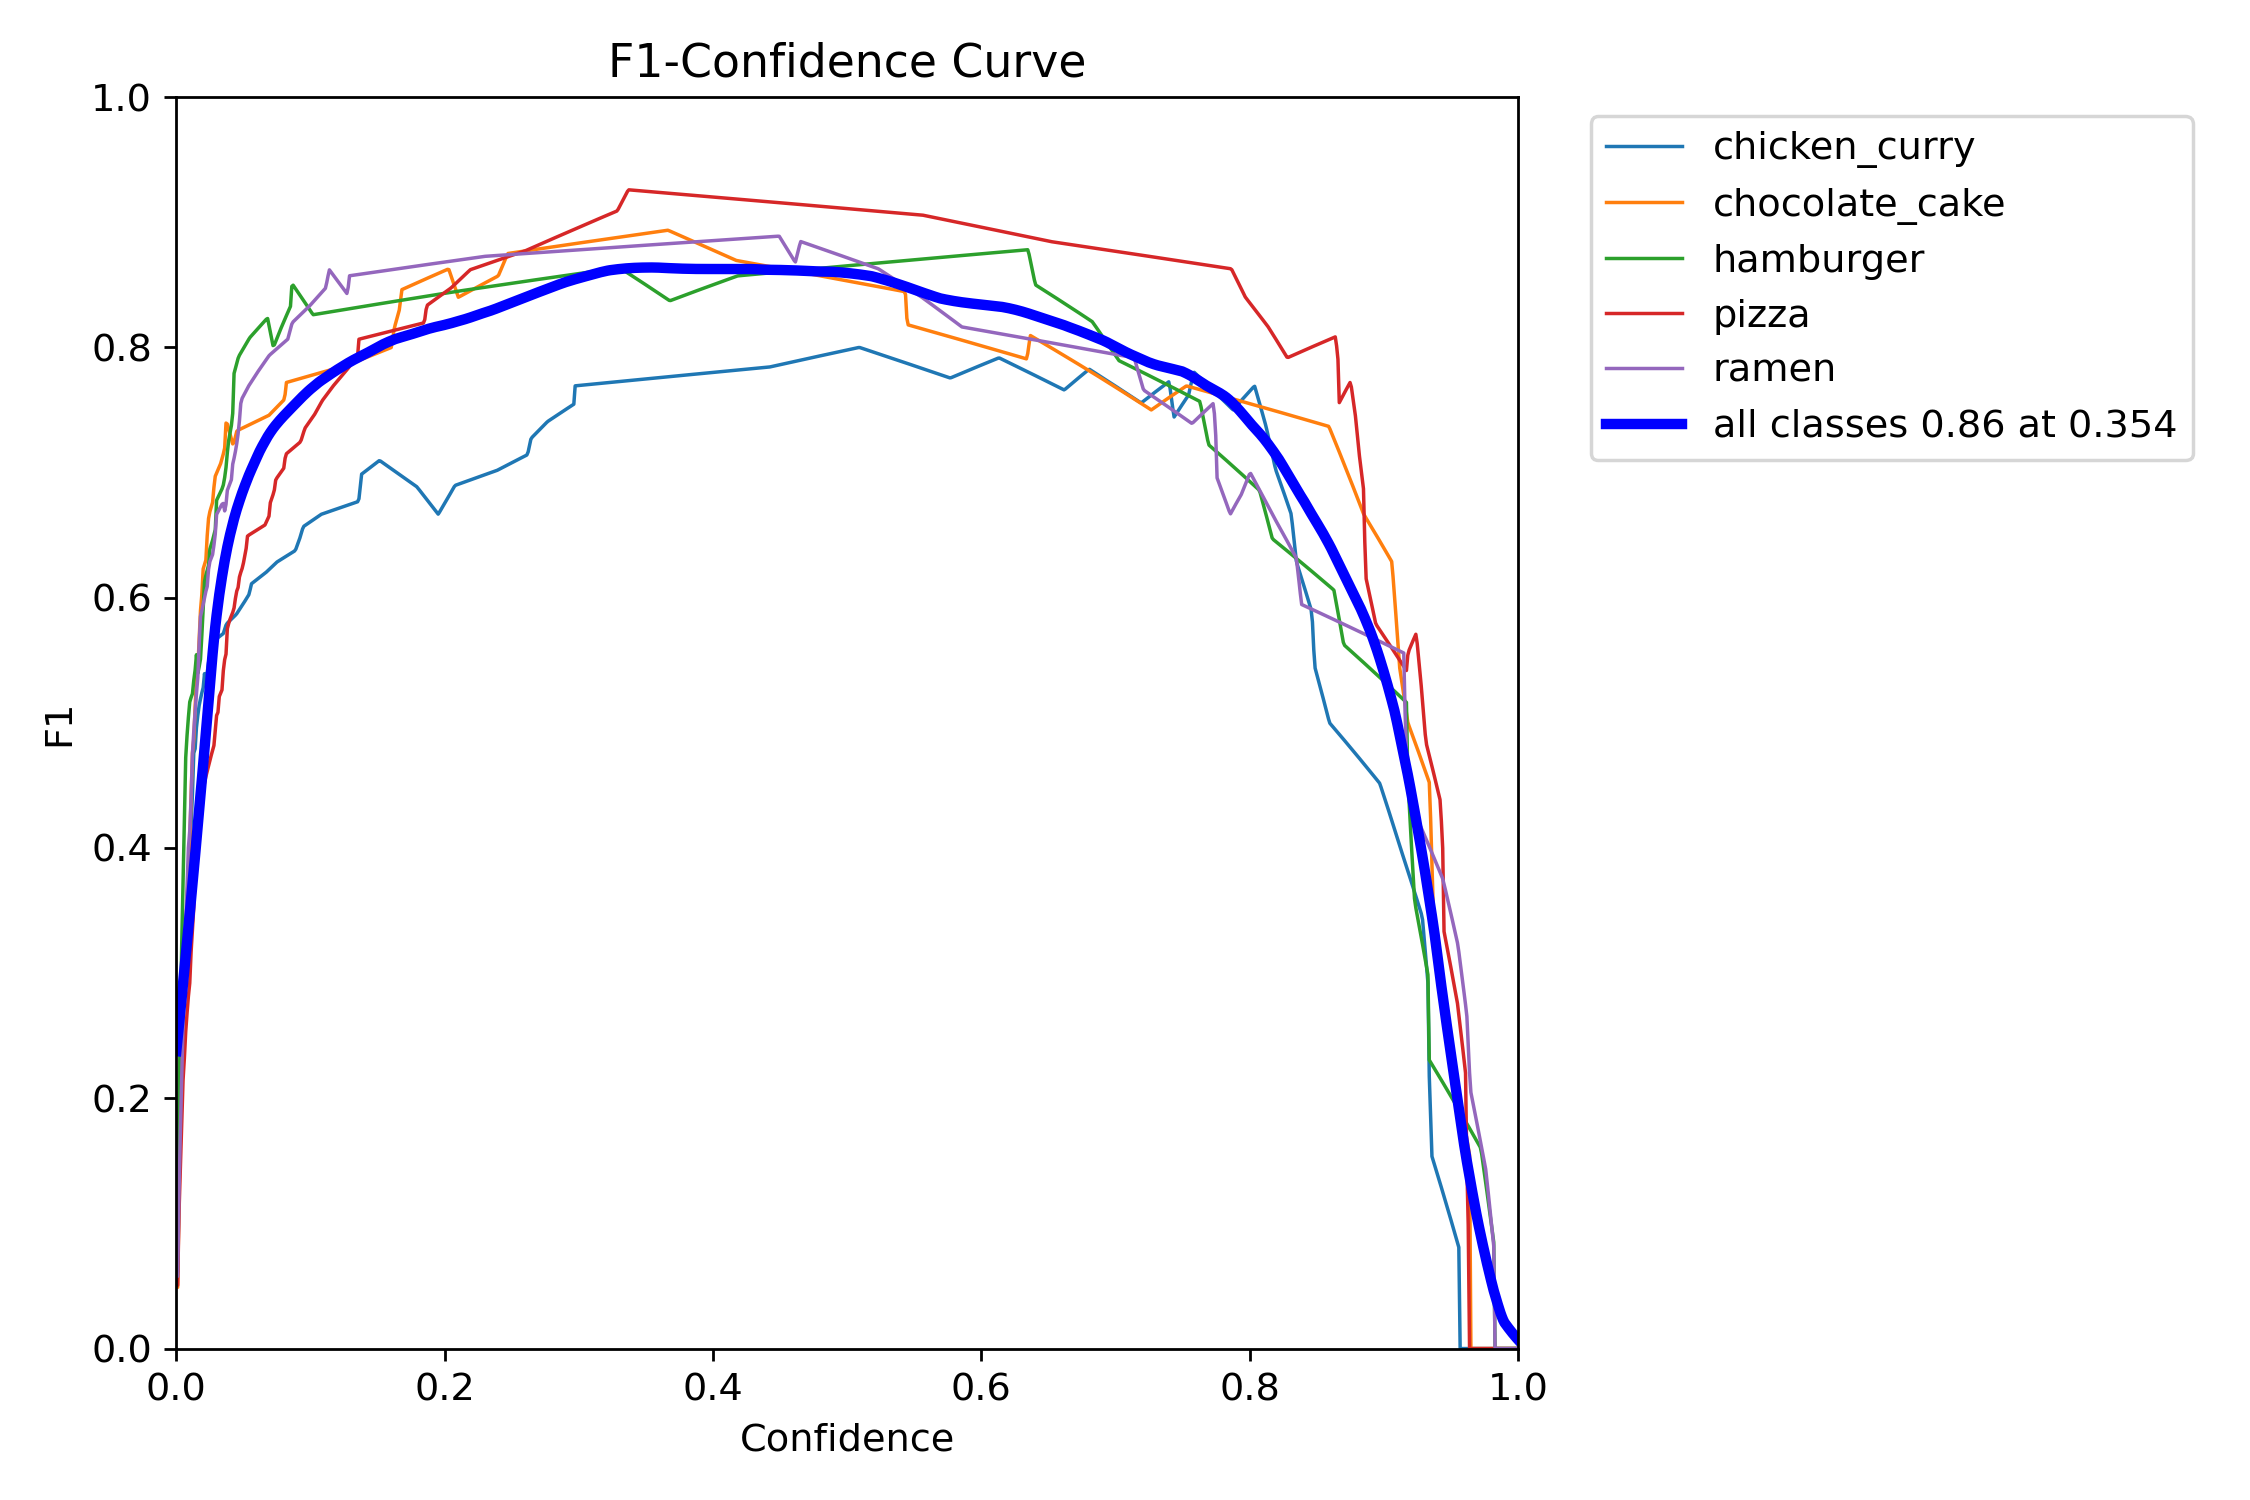 F1-Confidence Curve
1.0
0.8
0.6
0.4
0.2
0.0
F1
0.0 0.2 0.4 0.6 0.8 1.0
Confidence
chicken_curry
chocolate_cake
hamburger
pizza
ramen
all classes 0.86 at 0.354